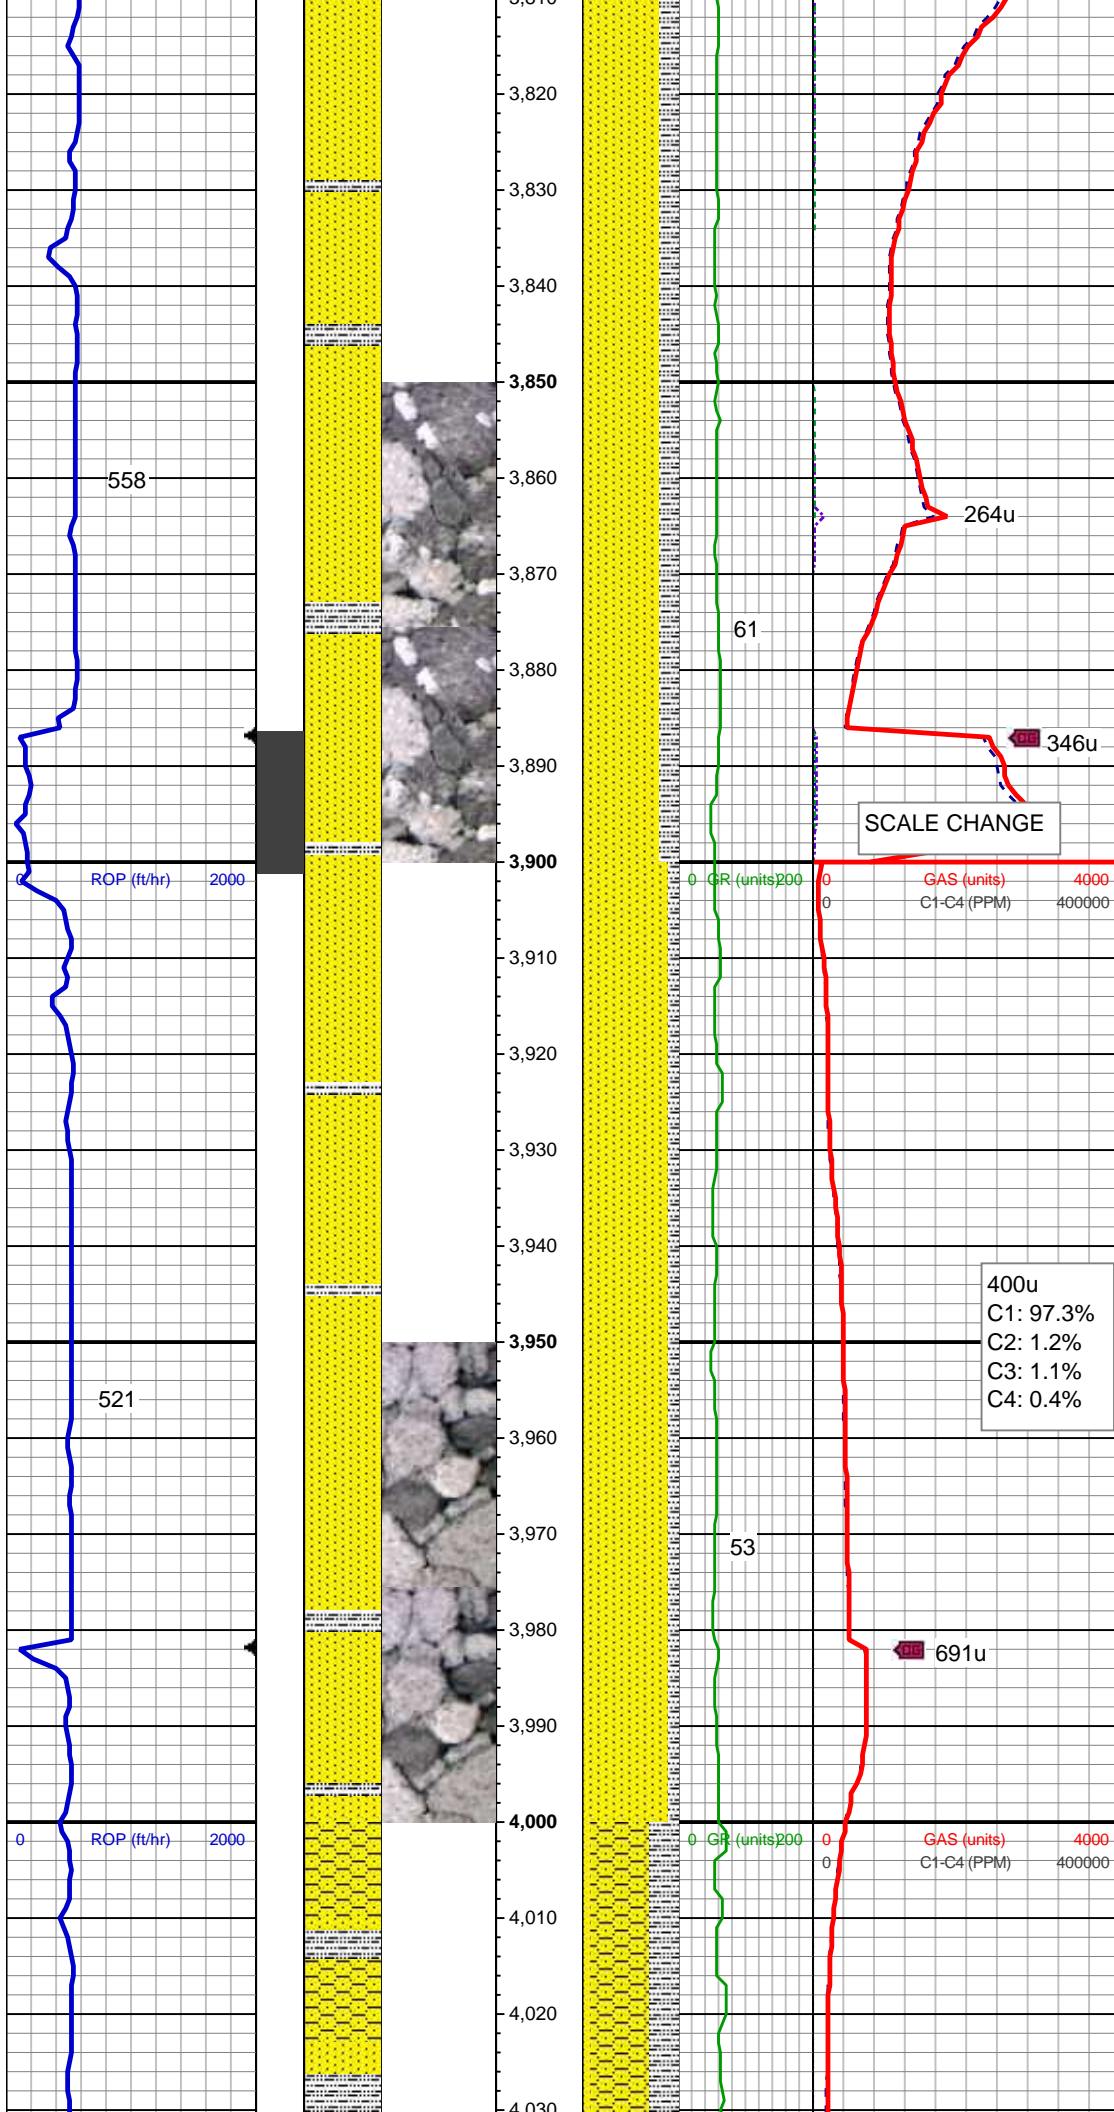 3,820
3,830
3,840
3,850
3,860
558
264u
3,870
61
3,880
CG 346u
3,890
SCALE CHANGE
3,900
0 ROP (ft/hr) 2000
0 GR (units) 200
0 GAS (units) 4000
0 C1-C4 (PPM) 400000
3,910
3,920
3,930
3,940
400u
C1: 97.3%
C2: 1.2%
C3: 1.1%
C4: 0.4%
3,950
521
3,960
3,970
53
3,980
CG 691u
3,990
4,000
0 ROP (ft/hr) 2000
0 GR (units) 200
0 GAS (units) 4000
0 C1-C4 (PPM) 400000
4,010
4,020
4,030